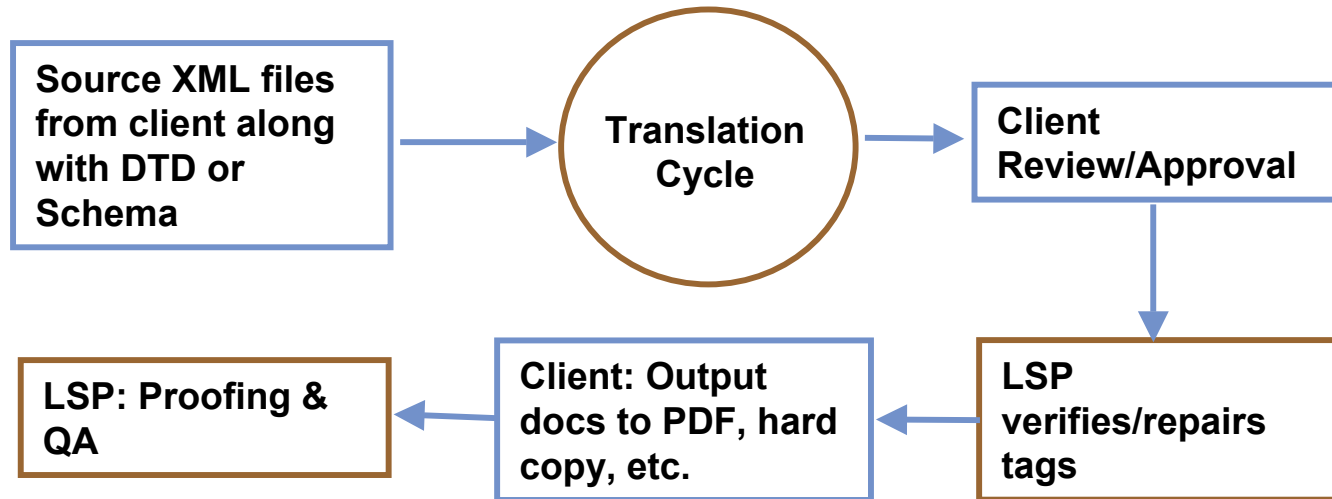 Source XML files
from client along
with DTD or
Schema
Translation
Cycle
Client
Review/Approval
LSP
verifies/repairs
tags
Client: Output
docs to PDF, hard
copy, etc.
LSP: Proofing &
QA